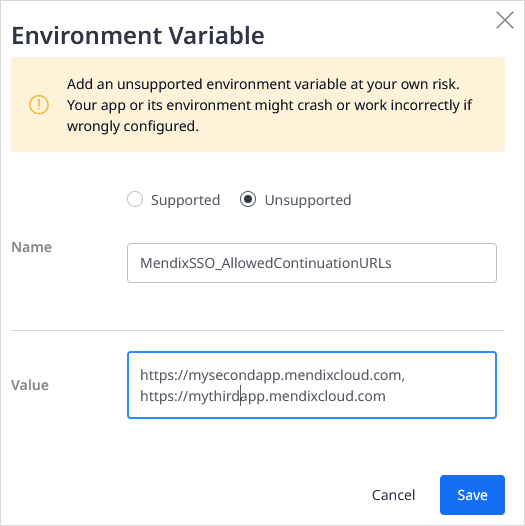 Environment Variable
Add an unsupported environment variable at your own risk.
Your app or its environment might crash or work incorrectly if
wrongly configured.
Supported
Unsupported
Name
MendixSSO_AllowedContinuationURLs
Value
https://mysecondapp.mendixcloud.com,
https://mythirdapp.mendixcloud.com
Cancel
Save